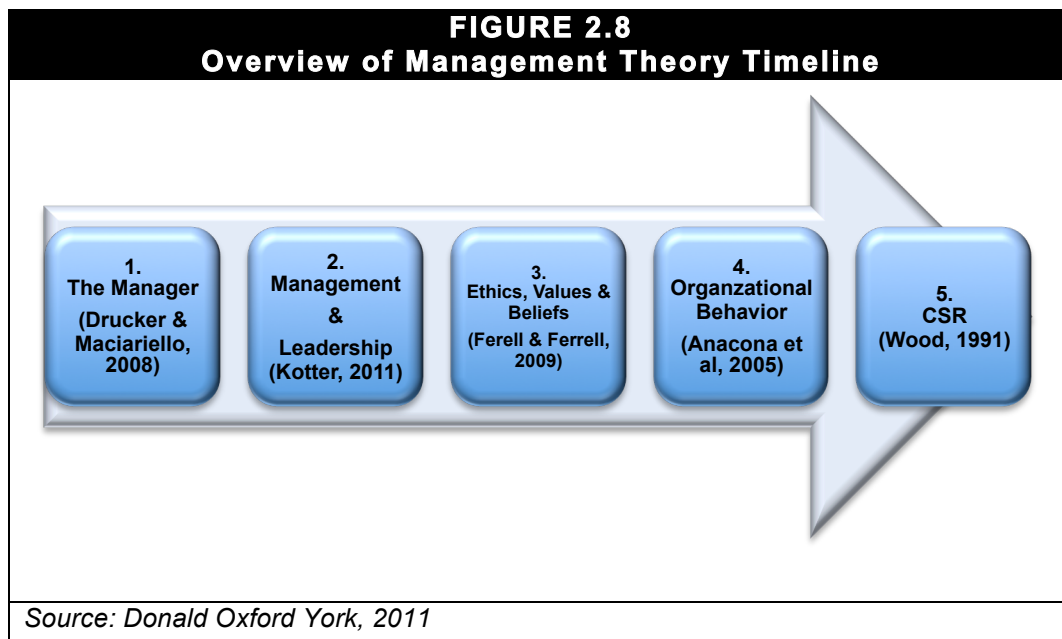 FIGURE 2.8
Overview of Management Theory Timeline
1.
The Manager
(Drucker &
Maciariello,
2008)
2.
Management
&
Leadership
(Kotter, 2011)
3.
Ethics, Values &
Beliefs
(Ferell & Ferrell,
2009)
4.
Organzational
Behavior
(Anacona et
al, 2005)
5.
CSR
(Wood, 1991)
Source: Donald Oxford York, 2011